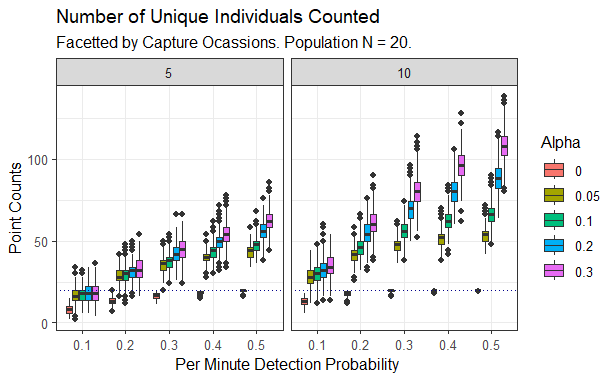 Number of Unique Individuals Counted
Facetted by Capture Ocassions. Population N = 20.
5 10
Point Counts
100
50
0
0.1 0.2 0.3 0.4 0.5 0.1 0.2 0.3 0.4 0.5
Per Minute Detection Probability
Alpha
0
0.05
0.1
0.2
0.3